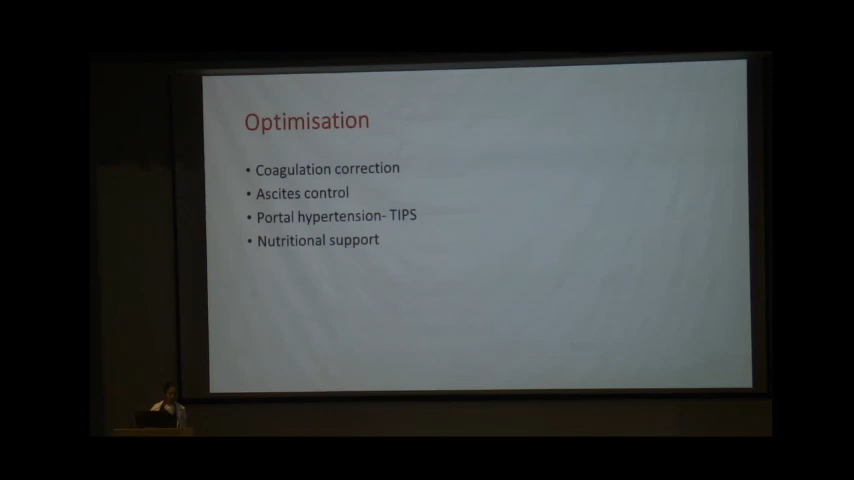 Optimisation
• Coagulation correction
• Ascites control
• Portal hypertension- TIPS
• Nutritional support